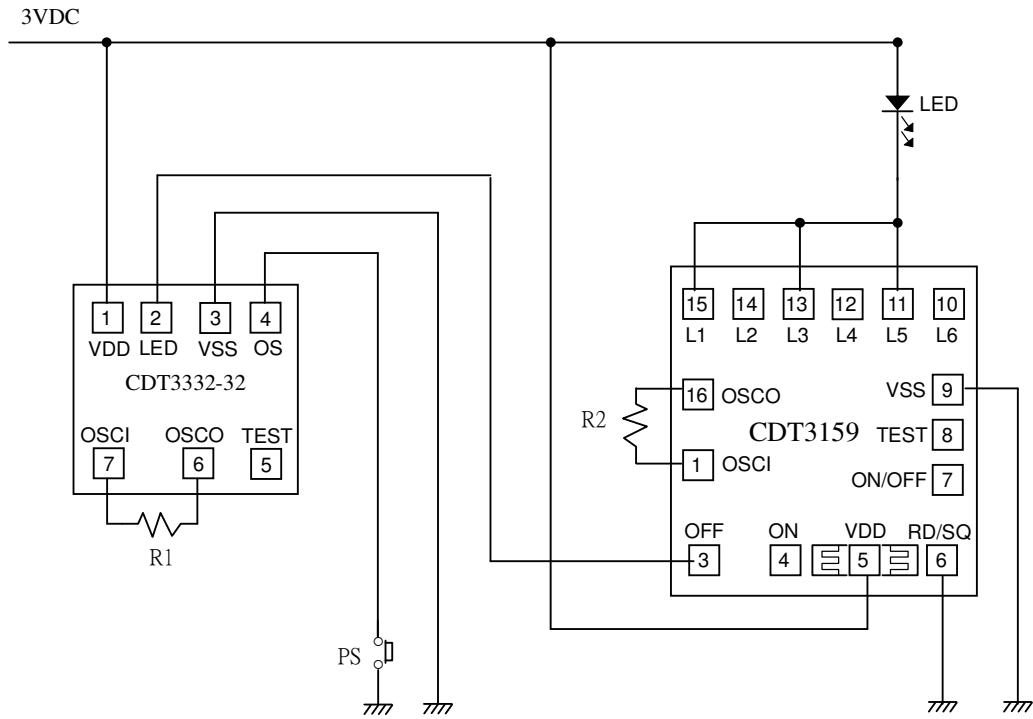 3VDC
LED
1 2 3 4
VDD LED VSS OS
CDT3332-32
OSCI OSCO TEST
7 6 5
R1
PS
15 14 13 12 11 10
L1 L2 L3 L4 L5 L6
16 OSCO
VSS 9
R2
CDT3159
TEST 8
1 OSCI
ON/OFF 7
OFF ON VDD RD/SQ
3 4 5 6